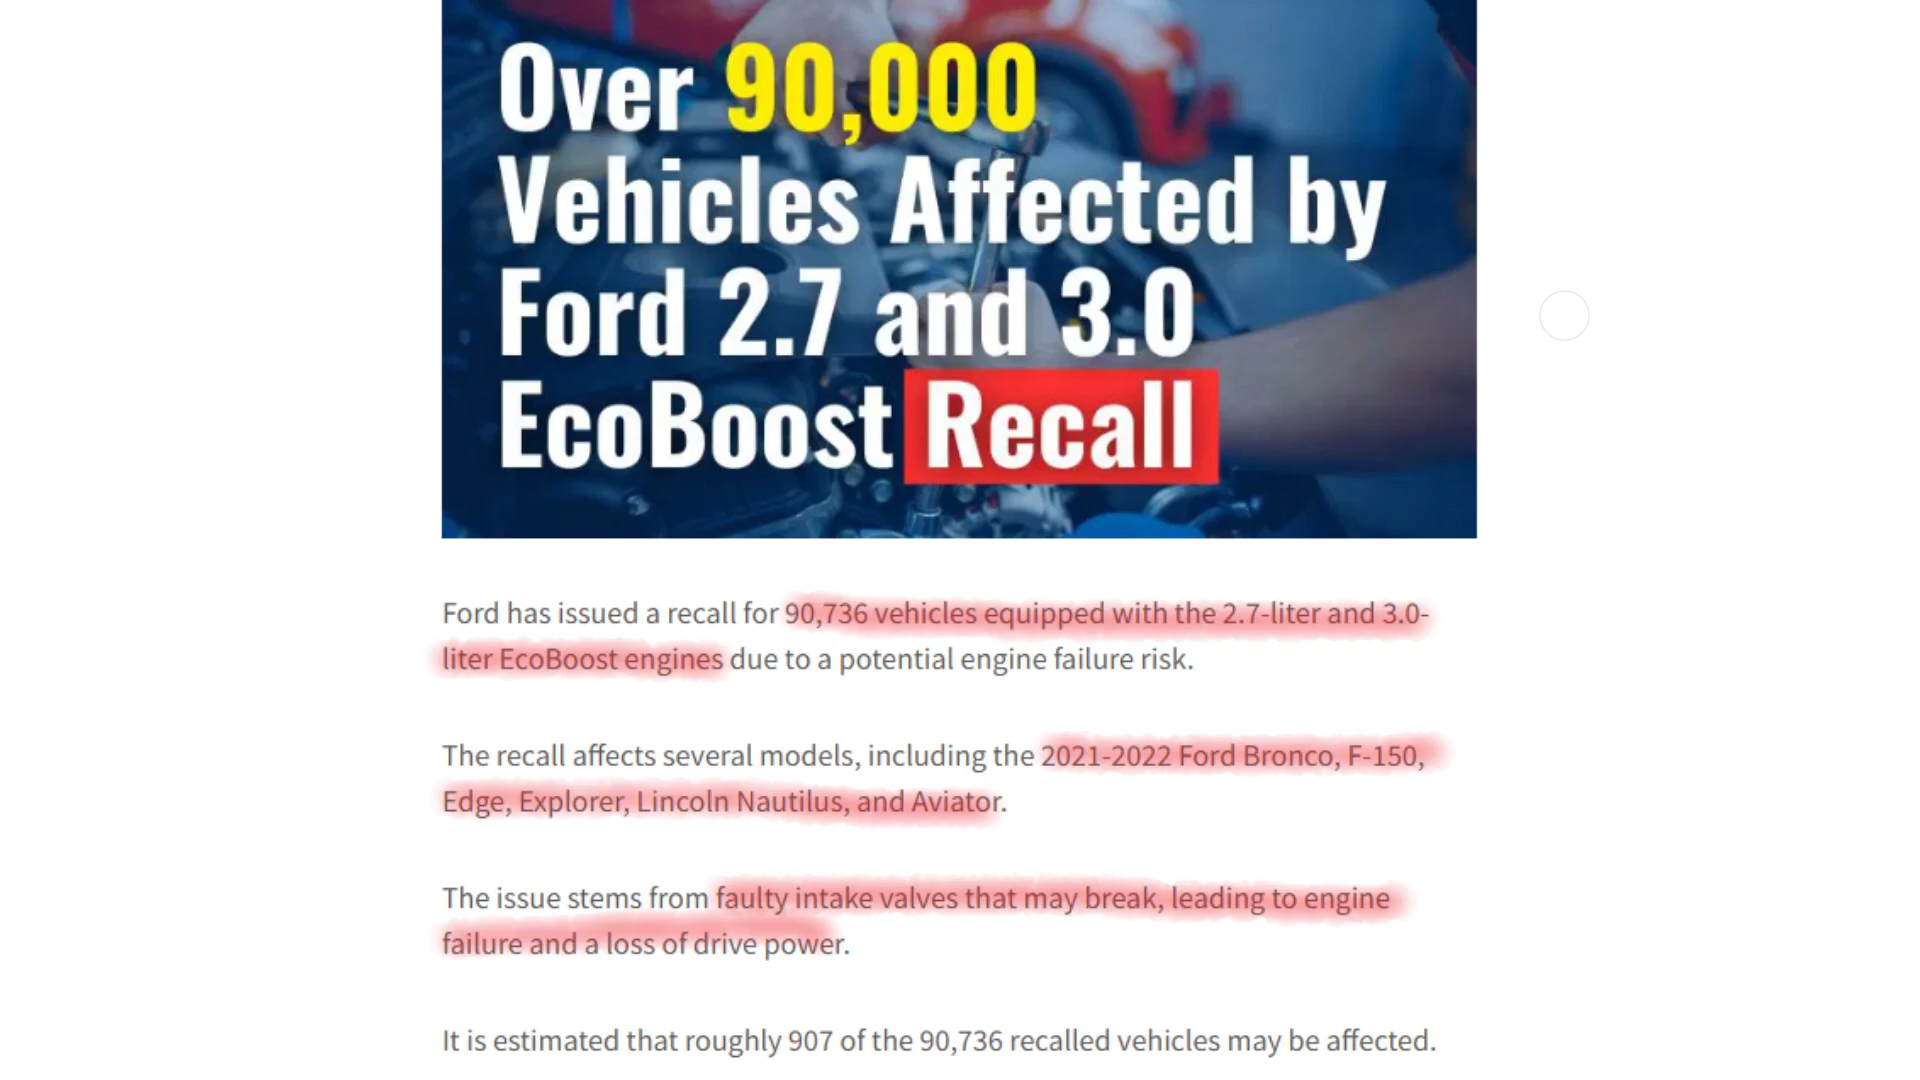 Over 90,000
Vehicles Affected by
Ford 2.7 and 3.0
EcoBoost Recall
Ford has issued a recall for 90,736 vehicles equipped with the 2.7-liter and 3.0-
liter EcoBoost engines due to a potential engine failure risk.
The recall affects several models, including the 2021-2022 Ford Bronco, F-150,
Edge, Explorer, Lincoln Nautilus, and Aviator.
The issue stems from faulty intake valves that may break, leading to engine
failure and a loss of drive power.
It is estimated that roughly 907 of the 90,736 recalled vehicles may be affected.